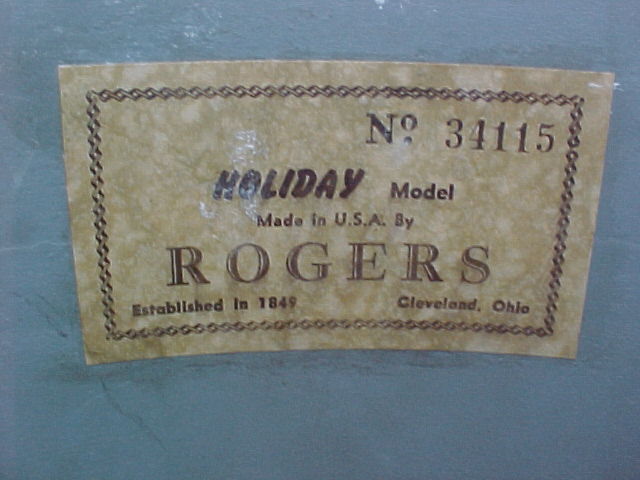 Nº 34115
HOLIDAY Model
Made in U.S.A. By
ROGERS
Established in 1849 Cleveland, Ohio